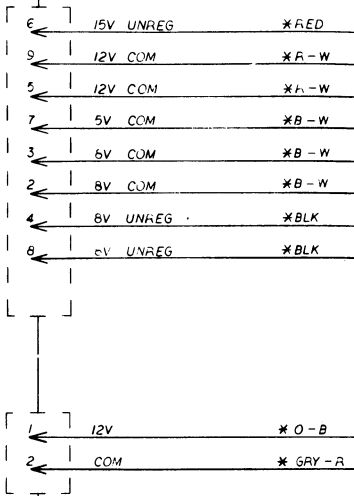 6 15V UNREG *RED
9 12V COM *R-W
5 12V COM *R-W
7 5V COM *B-W
3 6V COM *B-W
2 8V COM *B-W
4 8V UNREG *BLK
8 UNREG *BLK
1 12V *O-B
2 COM *GRY-R